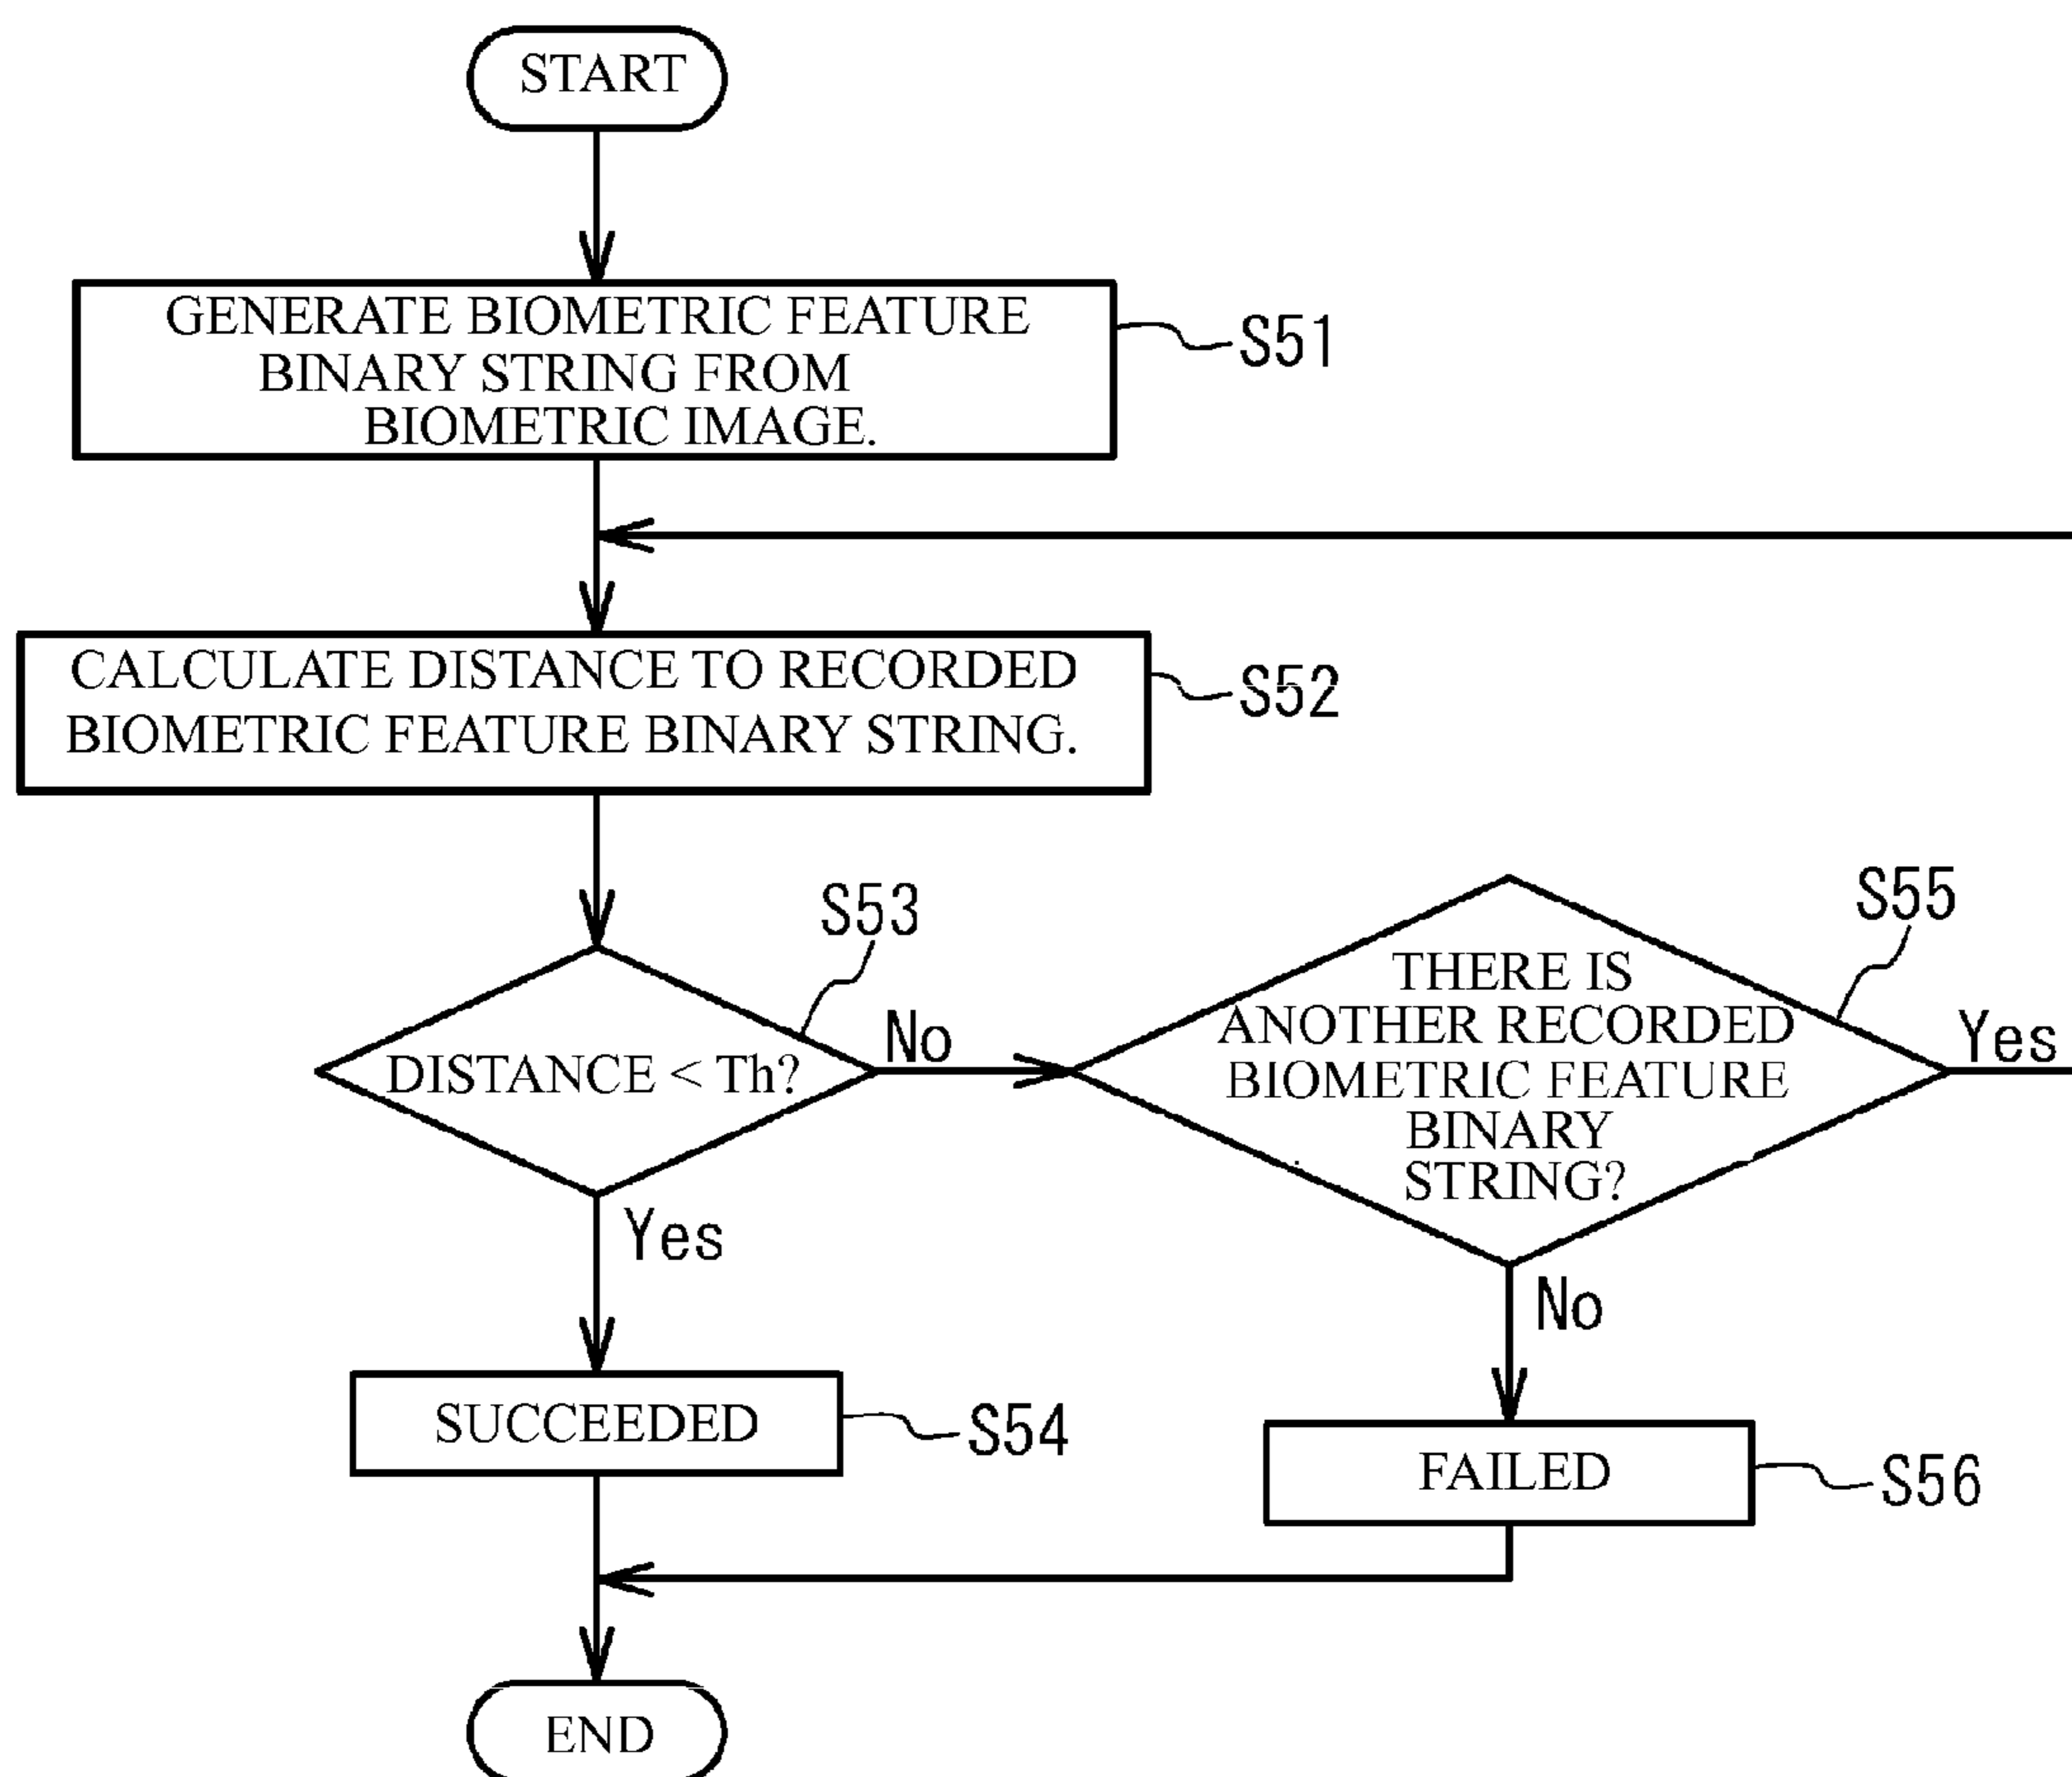 START
GENERATE BIOMETRIC FEATURE
BINARY STRING FROM
BIOMETRIC IMAGE.
S51
CALCULATE DISTANCE TO RECORDED
BIOMETRIC FEATURE BINARY STRING.
S52
S53
DISTANCE < Th?
No
Yes
S55
THERE IS
ANOTHER RECORDED
BIOMETRIC FEATURE
BINARY
STRING?
Yes
No
SUCCEEDED
S54
FAILED
S56
END